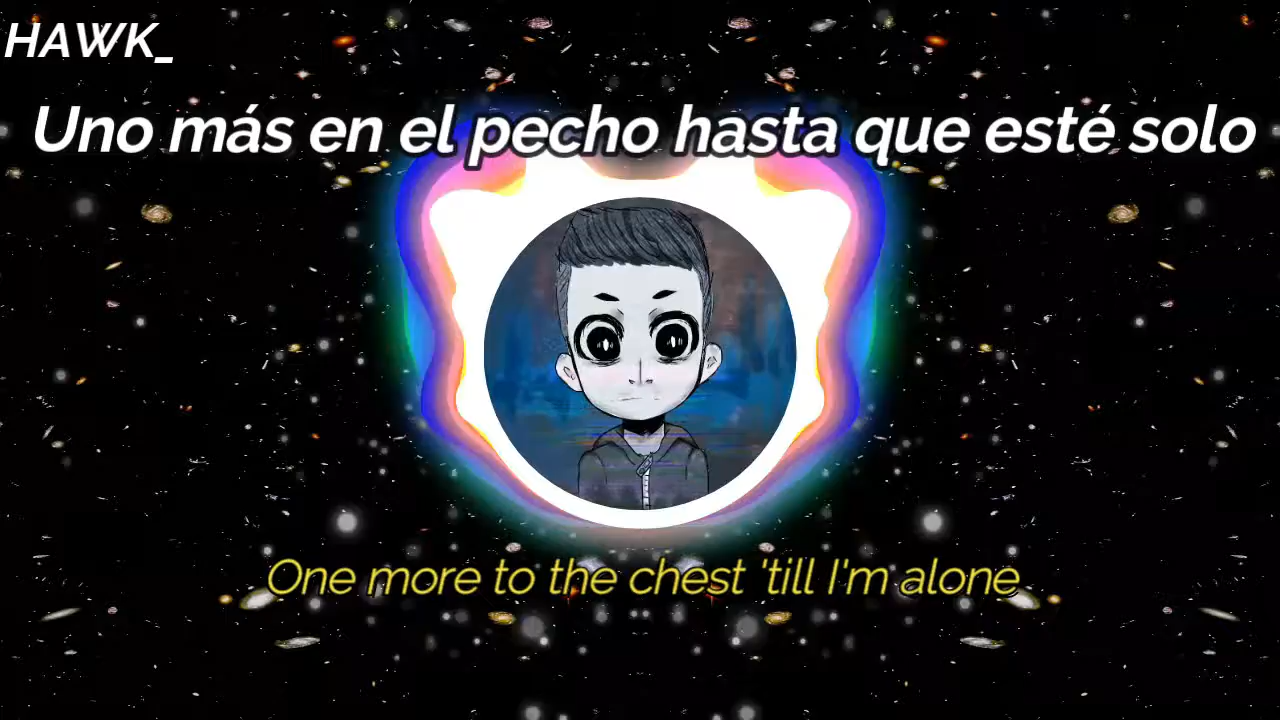 HAWK_
Uno más en el pecho hasta que esté solo
One more to the chest 'till I'm alone